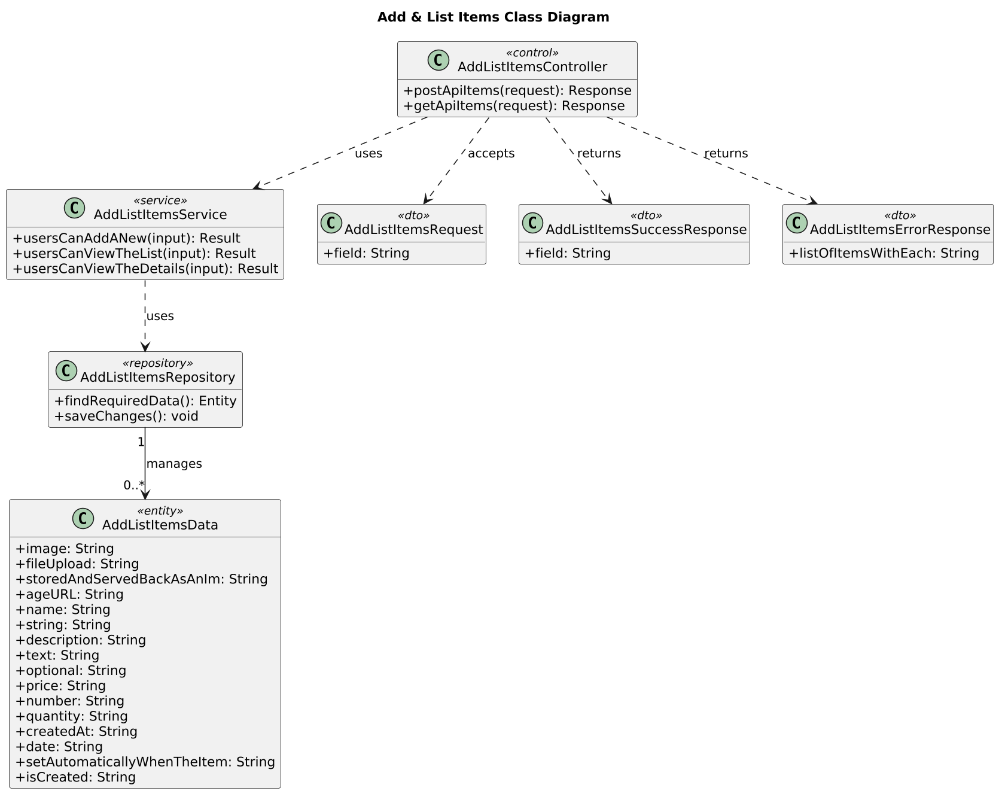 Add & List Items Class Diagram
C
«control»
AddListItemsController
+postApiItems(request): Response
+getApiItems(request): Response
uses
accepts
returns
returns
C
«service»
AddListItemsService
+usersCanAddANew(input): Result
+usersCanViewTheList(input): Result
+usersCanViewTheDetails(input): Result
C
«dto»
AddListItemsRequest
+field: String
C
«dto»
AddListItemsSuccessResponse
+field: String
C
«dto»
AddListItemsErrorResponse
+listOfItemsWithEach: String
uses
C
«repository»
AddListItemsRepository
+findRequiredData(): Entity
+saveChanges(): void
1
manages
0..*
C
«entity»
AddListItemsData
+image: String
+fileUpload: String
+storedAndServedBackAsAnIm: String
+ageURL: String
+name: String
+string: String
+description: String
+text: String
+optional: String
+price: String
+number: String
+quantity: String
+createdAt: String
+date: String
+setAutomaticallyWhenTheItem: String
+isCreated: String